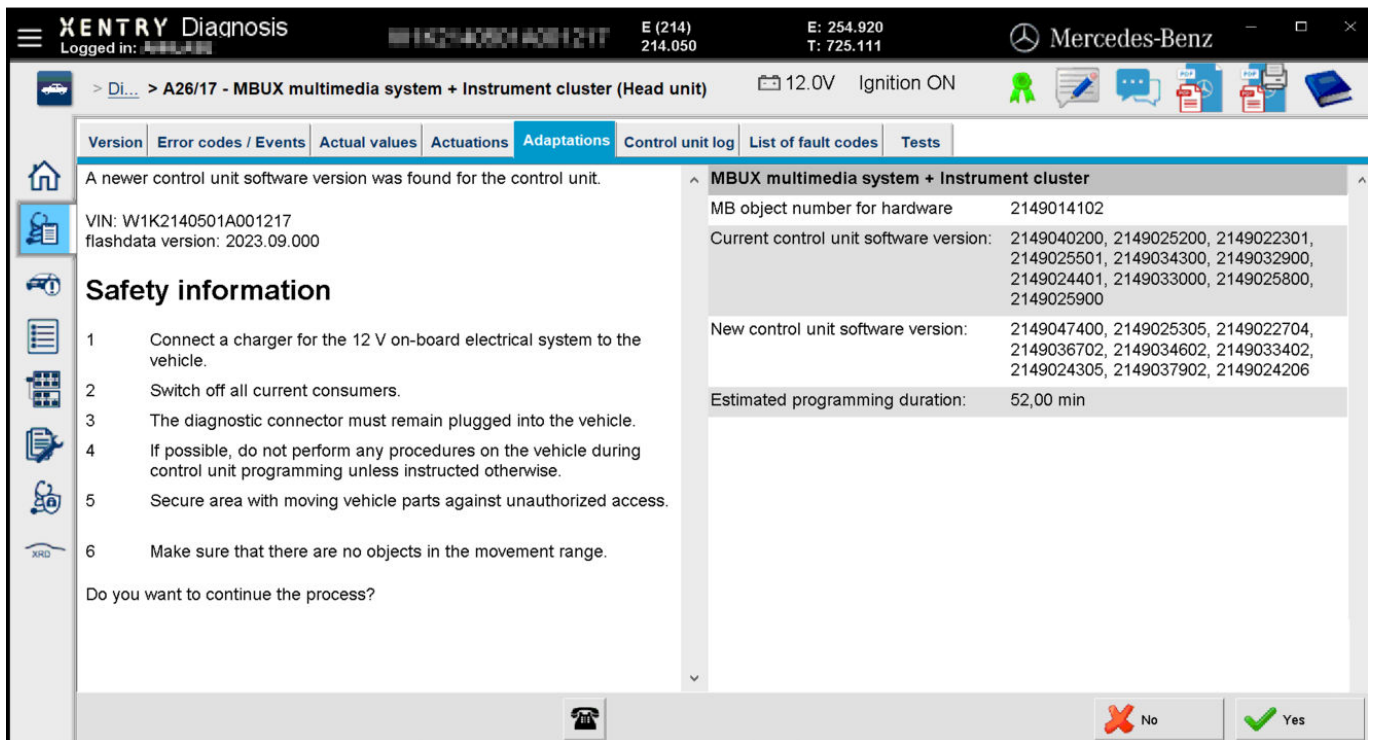 XENTRY Diagnosis
Logged in:
E (214)
214.050
E: 254.920
T: 725.111
Mercedes-Benz
> Di... > A26/17 - MBUX multimedia system + Instrument cluster (Head unit)
12.0V Ignition ON
Version Error codes / Events Actual values Actuations Adaptations Control unit log List of fault codes Tests
A newer control unit software version was found for the control unit.
VIN: W1K2140501A001217
flashdata version: 2023.09.000
Safety information
1 Connect a charger for the 12 V on-board electrical system to the
vehicle.
2 Switch off all current consumers.
3 The diagnostic connector must remain plugged into the vehicle.
4 If possible, do not perform any procedures on the vehicle during
control unit programming unless instructed otherwise.
5 Secure area with moving vehicle parts against unauthorized access.
6 Make sure that there are no objects in the movement range.
Do you want to continue the process?
MBUX multimedia system + Instrument cluster
MB object number for hardware 2149014102
Current control unit software version: 2149040200, 2149025200, 2149022301,
2149025501, 2149034300, 2149032900,
2149024401, 2149033000, 2149025800,
2149025900
New control unit software version: 2149047400, 2149025305, 2149022704,
2149036702, 2149034602, 2149033402,
2149024305, 2149037902, 2149024206
Estimated programming duration: 52,00 min
XRD
No
Yes